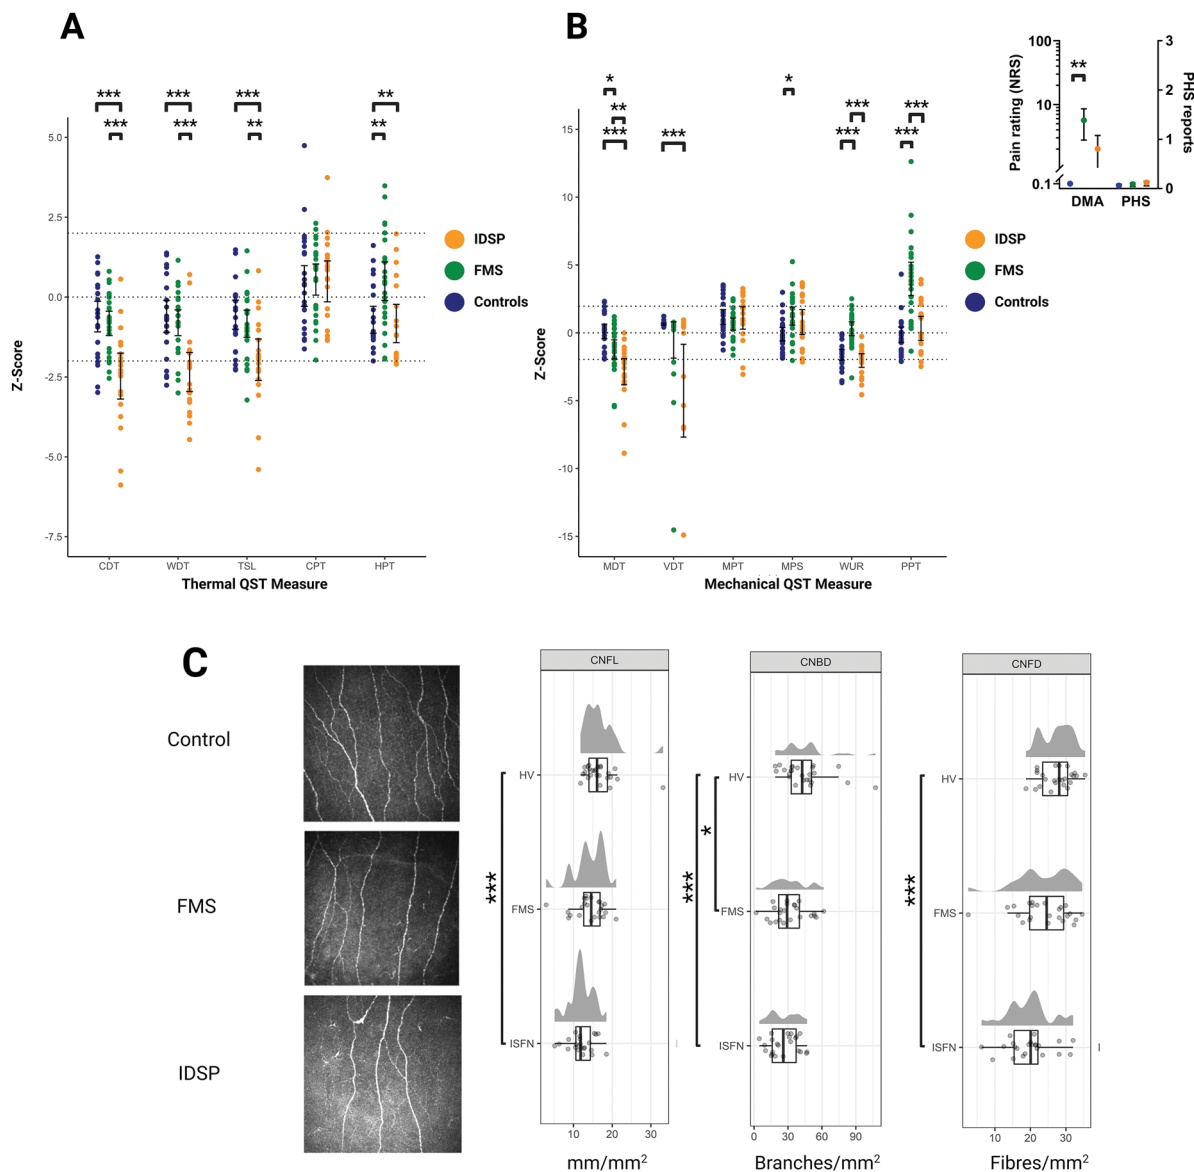 A
*** *** *** **
*** *** ** **
5.0
2.5
0.0
-2.5
-5.0
-7.5
Z-Score
CDT WDT TSL CPT HPT
Thermal QST Measure
IDSP
FMS
Controls
B
* *
** ***
*** *** *** ***
***
15
10
5
0
-5
-10
-15
Z-Score
MDT VDT MPT MPS WUR PPT
Mechanical QST Measure
IDSP
FMS
Controls
100
10
0.1
Pain rating (NRS)
**
DMA PHS
3
2
1
0
PHS reports
C
Control
FMS
IDSP
CNFL
HV
FMS
ISFN
***
10 20 30
mm/mm²
CNBD
HV
FMS
ISFN
***
*
0 30 60 90
Branches/mm²
CNFD
HV
FMS
ISFN
***
10 20 30
Fibres/mm²